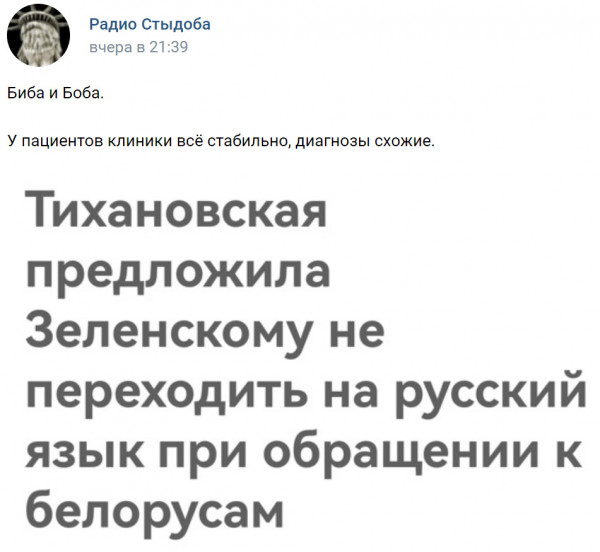 Радио Стыдоба
вчера в 21:39
Биба и Боба.
У пациентов клиники всё стабильно, диагнозы схожие.
Тихановская
предложила
Зеленскому не
переходить на русский
язык при обращении к
белорусам